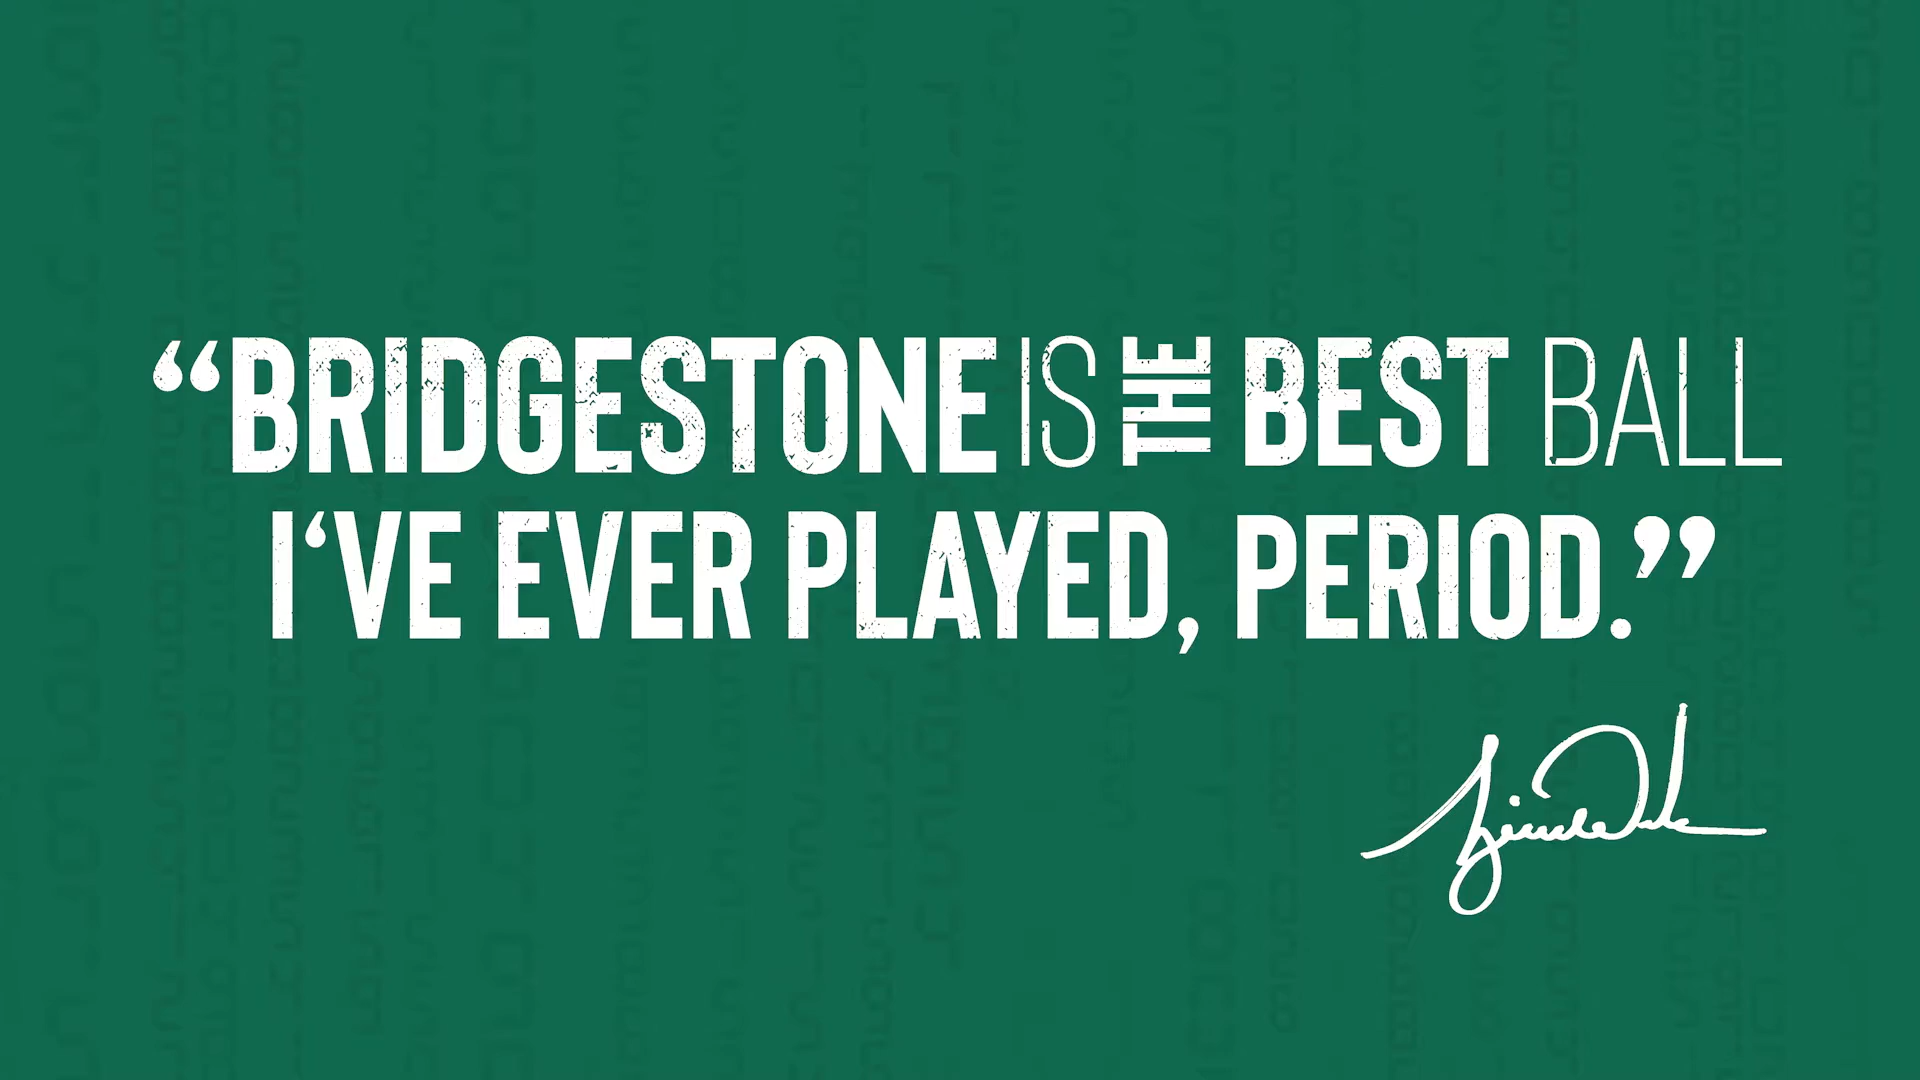 “BRIDGESTONE IS THE BEST BALL
I‘VE EVER PLAYED, PERIOD.”